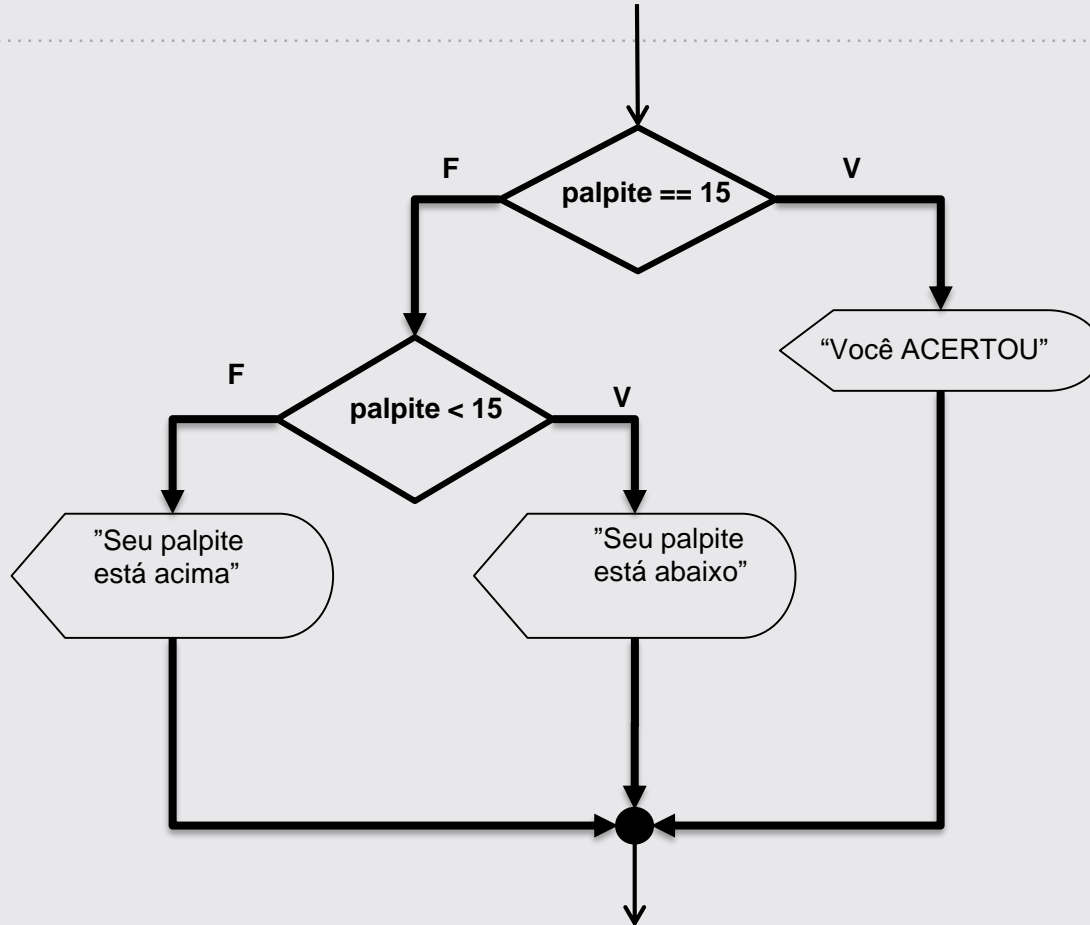 F
V
palpite == 15
“Você ACERTOU”
F
V
palpite < 15
”Seu palpite
está acima”
”Seu palpite
está abaixo”